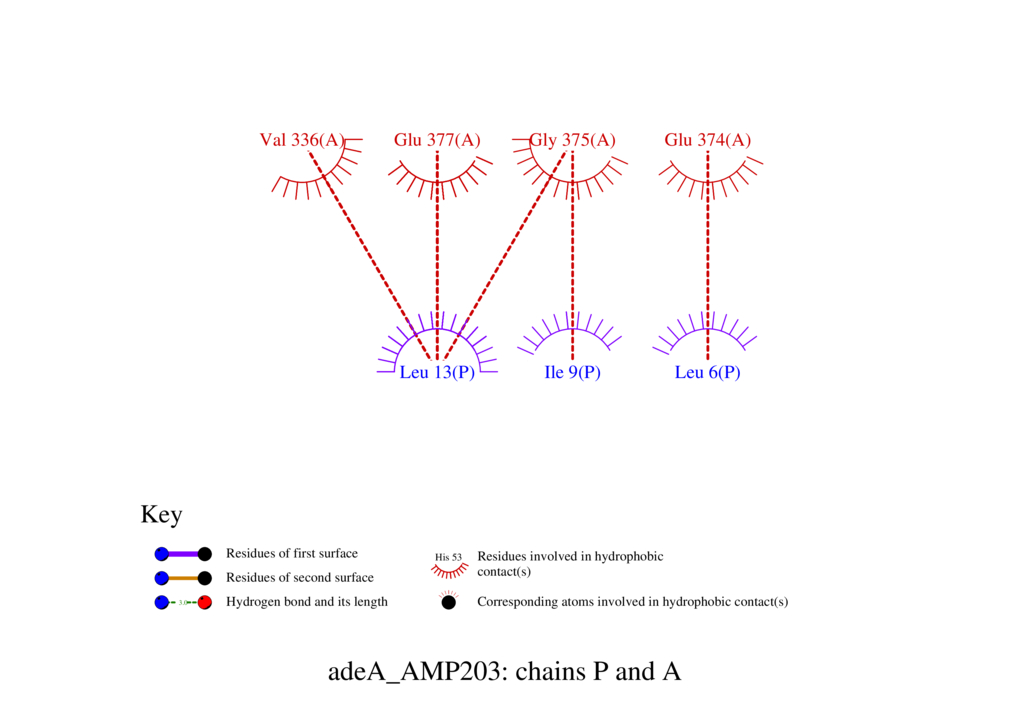 Val 336(A) Glu 377(A) Gly 375(A) Glu 374(A)
Leu 13(P) Ile 9(P) Leu 6(P)
Key
Residues of first surface
Residues of second surface
3.0
Hydrogen bond and its length
His 53
Residues involved in hydrophobic
contact(s)
Corresponding atoms involved in hydrophobic contact(s)
adeA_AMP203: chains P and A